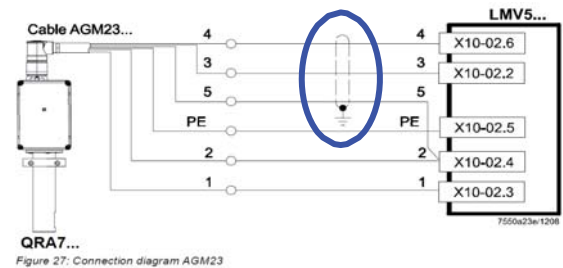 LMV5...
Cable AGM23...
4 4 X10-02.6
3 3 X10-02.2
5 5
PE PE X10-02.5
2 2 X10-02.4
1 1 X10-02.3
7550a23e/1208
QRA7...
Figure 27: Connection diagram AGM23